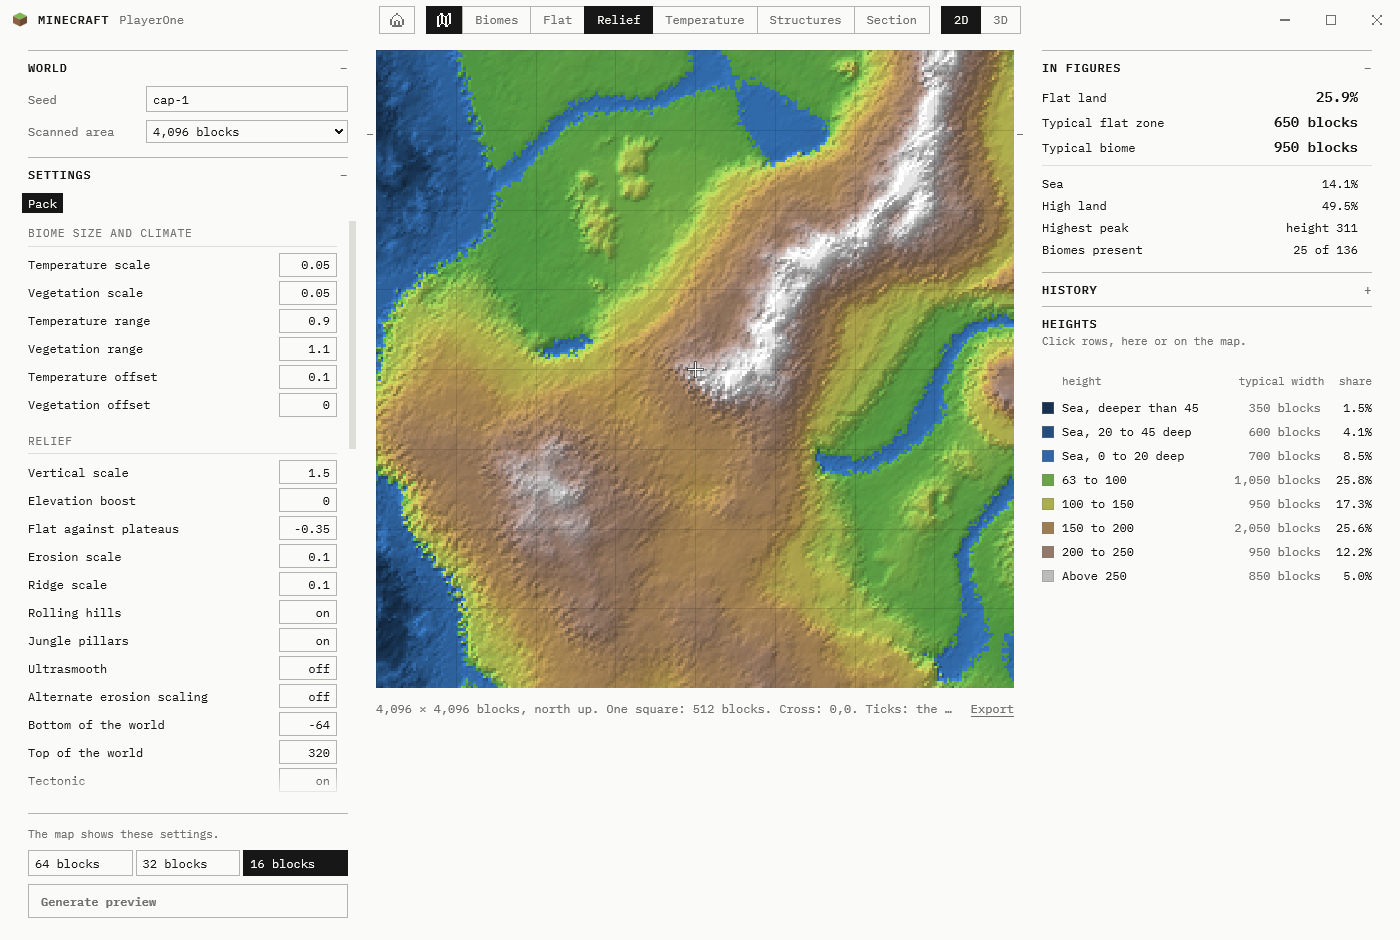 MINECRAFT PlayerOne
Biomes Flat Relief Temperature Structures Section 2D 3D
WORLD −
Seed cap-1
Scanned area 4,096 blocks
SETTINGS −
Pack
BIOME SIZE AND CLIMATE
Temperature scale 0.05
Vegetation scale 0.05
Temperature range 0.9
Vegetation range 1.1
Temperature offset 0.1
Vegetation offset 0
RELIEF
Vertical scale 1.5
Elevation boost 0
Flat against plateaus -0.35
Erosion scale 0.1
Ridge scale 0.1
Rolling hills on
Jungle pillars on
Ultrasmooth off
Alternate erosion scaling off
Bottom of the world -64
Top of the world 320
Tectonic on
The map shows these settings.
64 blocks 32 blocks 16 blocks
Generate preview
4,096 × 4,096 blocks, north up. One square: 512 blocks. Cross: 0,0. Ticks: the … Export
IN FIGURES −
Flat land 25.9%
Typical flat zone 650 blocks
Typical biome 950 blocks
Sea 14.1%
High land 49.5%
Highest peak height 311
Biomes present 25 of 136
HISTORY +
HEIGHTS
Click rows, here or on the map.
height typical width share
Sea, deeper than 45 350 blocks 1.5%
Sea, 20 to 45 deep 600 blocks 4.1%
Sea, 0 to 20 deep 700 blocks 8.5%
63 to 100 1,050 blocks 25.8%
100 to 150 950 blocks 17.3%
150 to 200 2,050 blocks 25.6%
200 to 250 950 blocks 12.2%
Above 250 850 blocks 5.0%